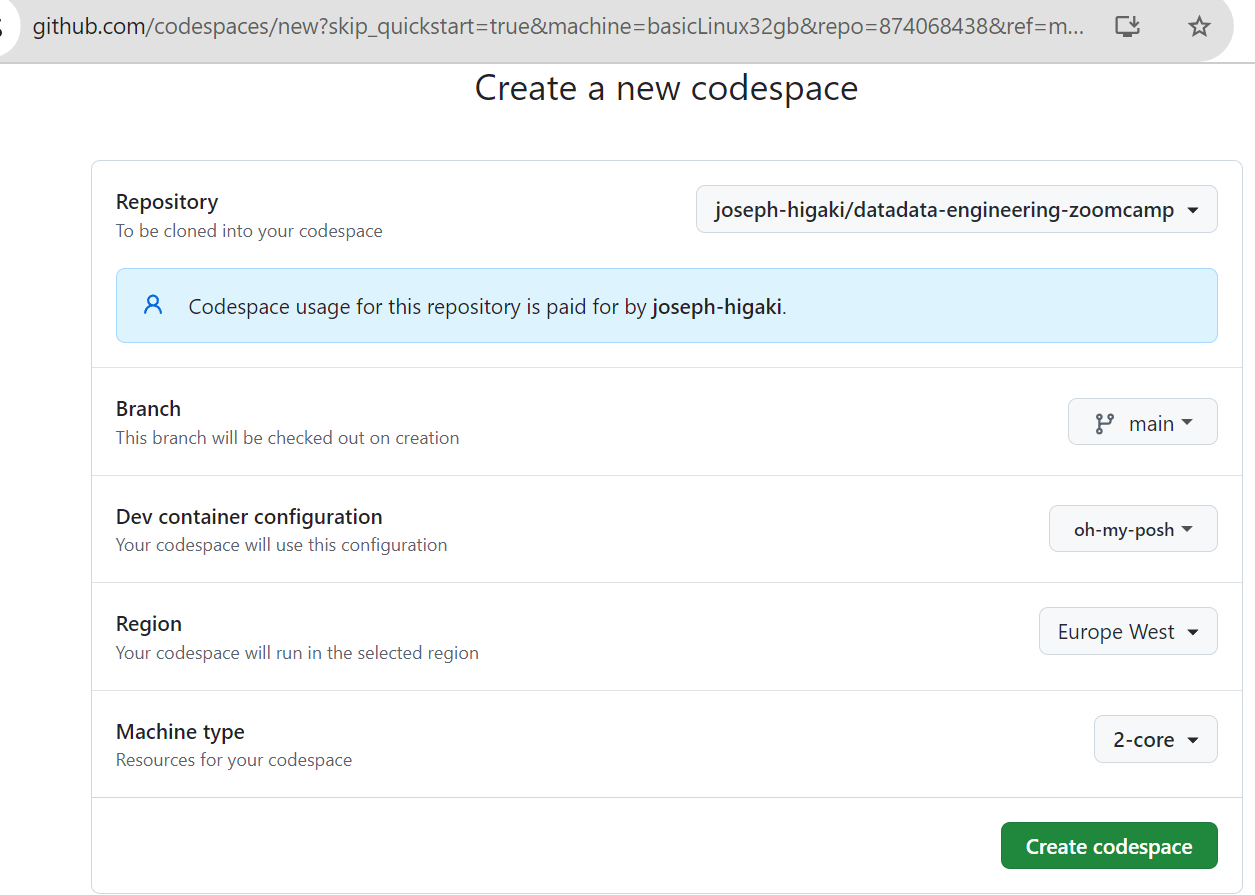 github.com/codespaces/new?skip_quickstart=true&machine=basicLinux32gb&repo=874068438&ref=m...
Create a new codespace
Repository
To be cloned into your codespace
joseph-higaki/datadata-engineering-zoomcamp
Codespace usage for this repository is paid for by joseph-higaki.
Branch
This branch will be checked out on creation
main
Dev container configuration
Your codespace will use this configuration
oh-my-posh
Region
Your codespace will run in the selected region
Europe West
Machine type
Resources for your codespace
2-core
Create codespace